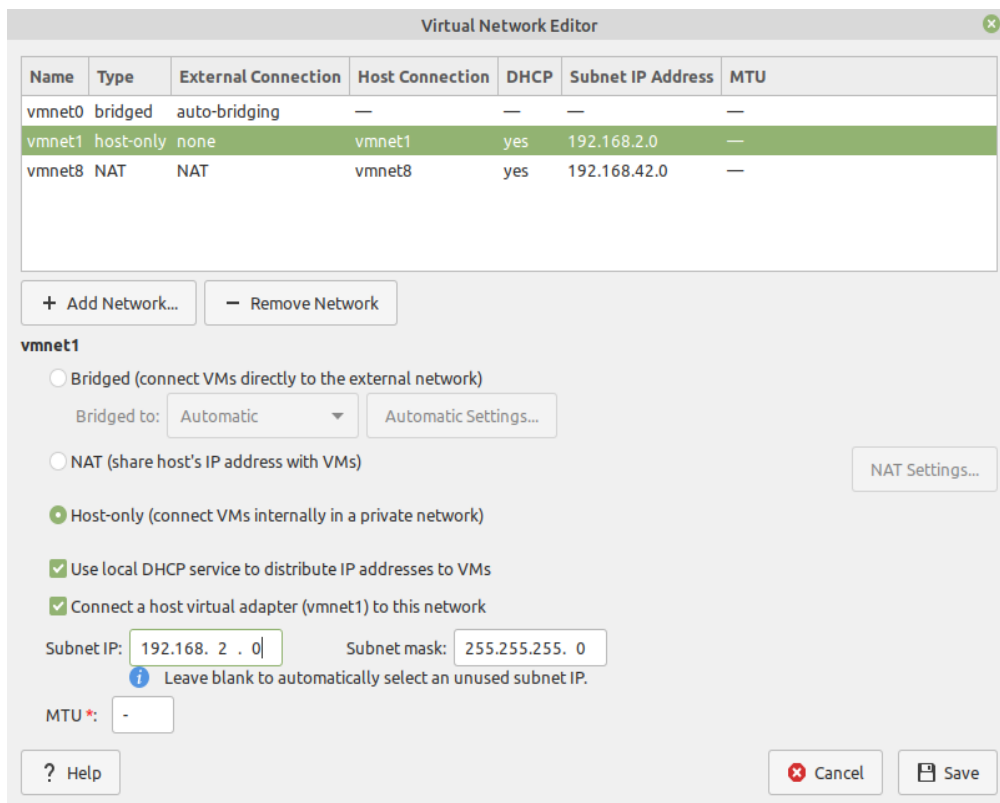 Virtual Network Editor
Name Type External Connection Host Connection DHCP Subnet IP Address MTU
vmnet0 bridged auto-bridging — — — —
vmnet1 host-only none vmnet1 yes 192.168.2.0 —
vmnet8 NAT NAT vmnet8 yes 192.168.42.0 —
+ Add Network... − Remove Network
vmnet1
Bridged (connect VMs directly to the external network)
Bridged to: Automatic Automatic Settings...
NAT (share host's IP address with VMs)
NAT Settings...
Host-only (connect VMs internally in a private network)
Use local DHCP service to distribute IP addresses to VMs
Connect a host virtual adapter (vmnet1) to this network
Subnet IP: 192.168. 2 . 0 Subnet mask: 255.255.255. 0
i Leave blank to automatically select an unused subnet IP.
MTU *: -
? Help Cancel Save